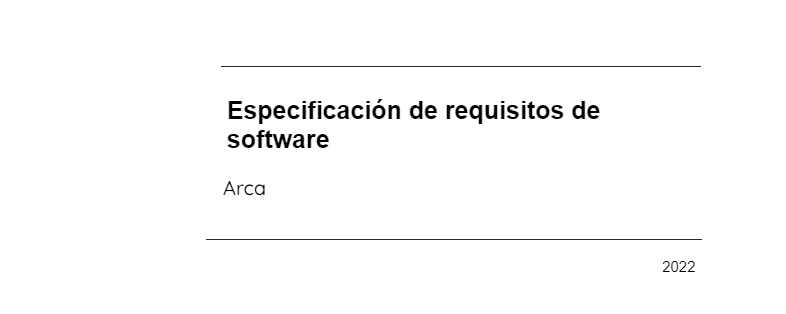 Especificación de requisitos de
software
Arca
2022